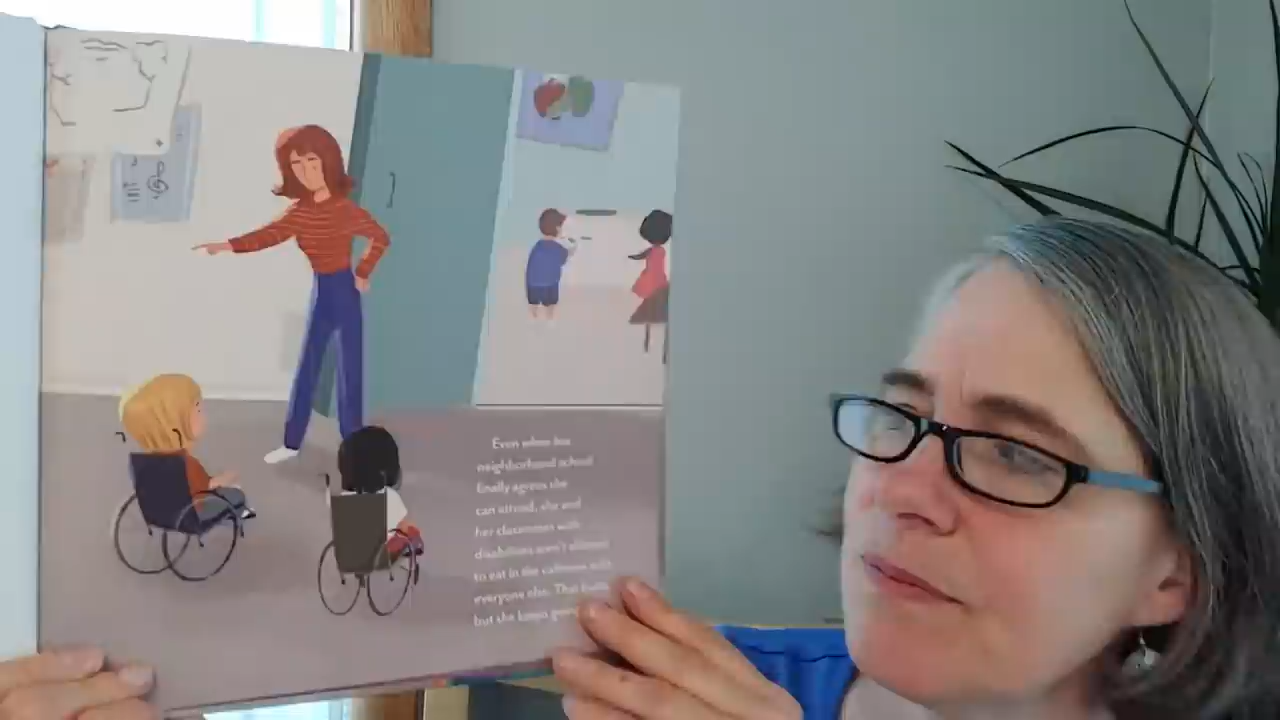 Even when her
neighborhood school
finally agrees she
can attend, she and
her classmates with
disabilities aren't allowed
to eat in the cafeteria with
everyone else. That hurts,
but she keeps